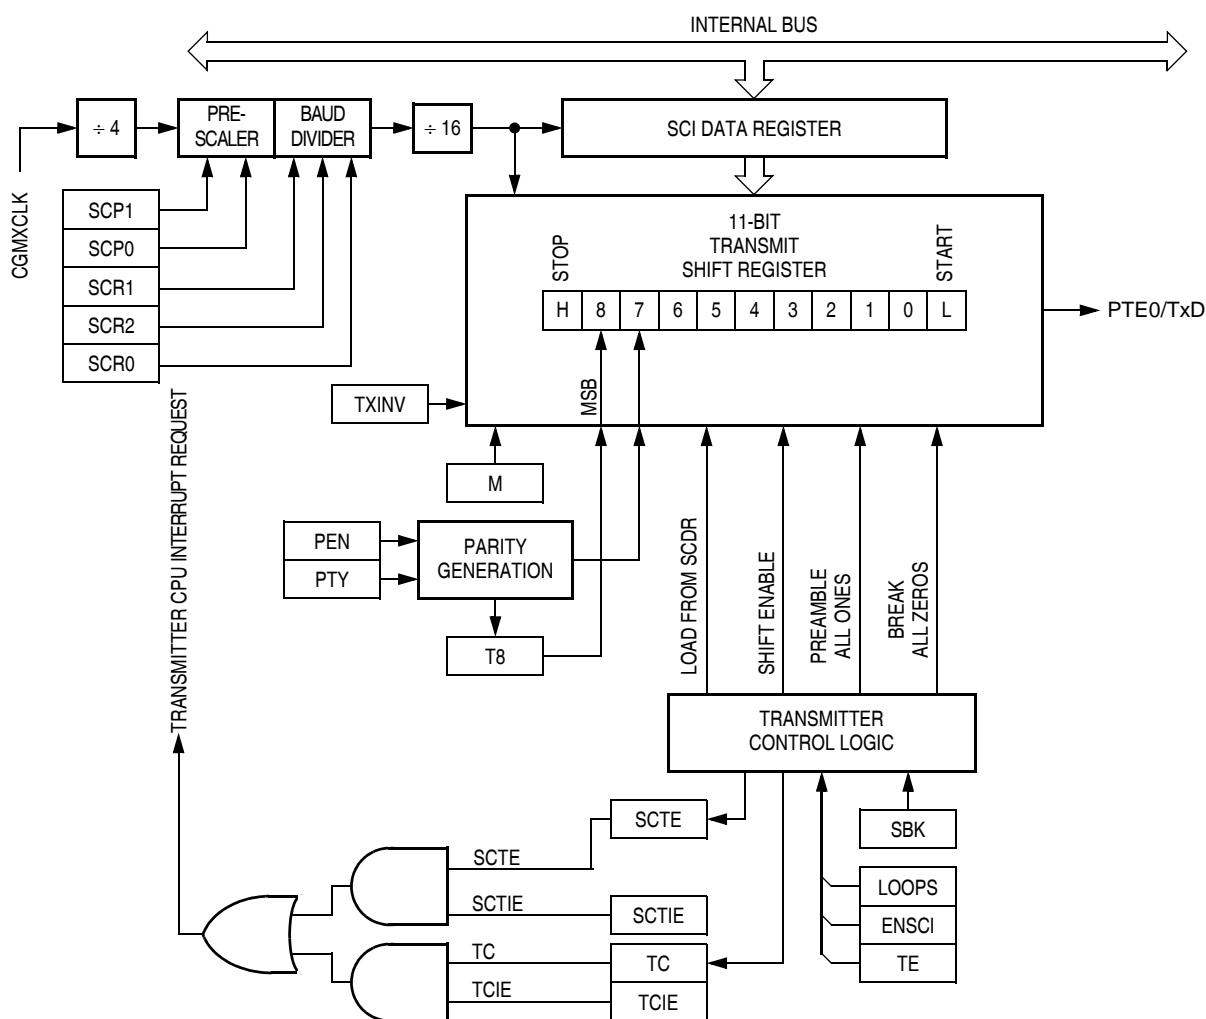 INTERNAL BUS
÷ 4
PRE-
SCALER
BAUD
DIVIDER
÷ 16
SCI DATA REGISTER
CGMXCLK
SCP1
SCP0
SCR1
SCR2
SCR0
11-BIT
TRANSMIT
SHIFT REGISTER
STOP
START
H 8 7 6 5 4 3 2 1 0 L
PTE0/TxD
TXINV
MSB
M
PEN
PTY
PARITY
GENERATION
T8
TRANSMITTER CPU INTERRUPT REQUEST
LOAD FROM SCDR
SHIFT ENABLE
PREAMBLE
ALL ONES
BREAK
ALL ZEROS
TRANSMITTER
CONTROL LOGIC
SCTE
SBK
SCTE
LOOPS
SCTIE
SCTIE
ENSCI
TC
TC
TE
TCIE
TCIE